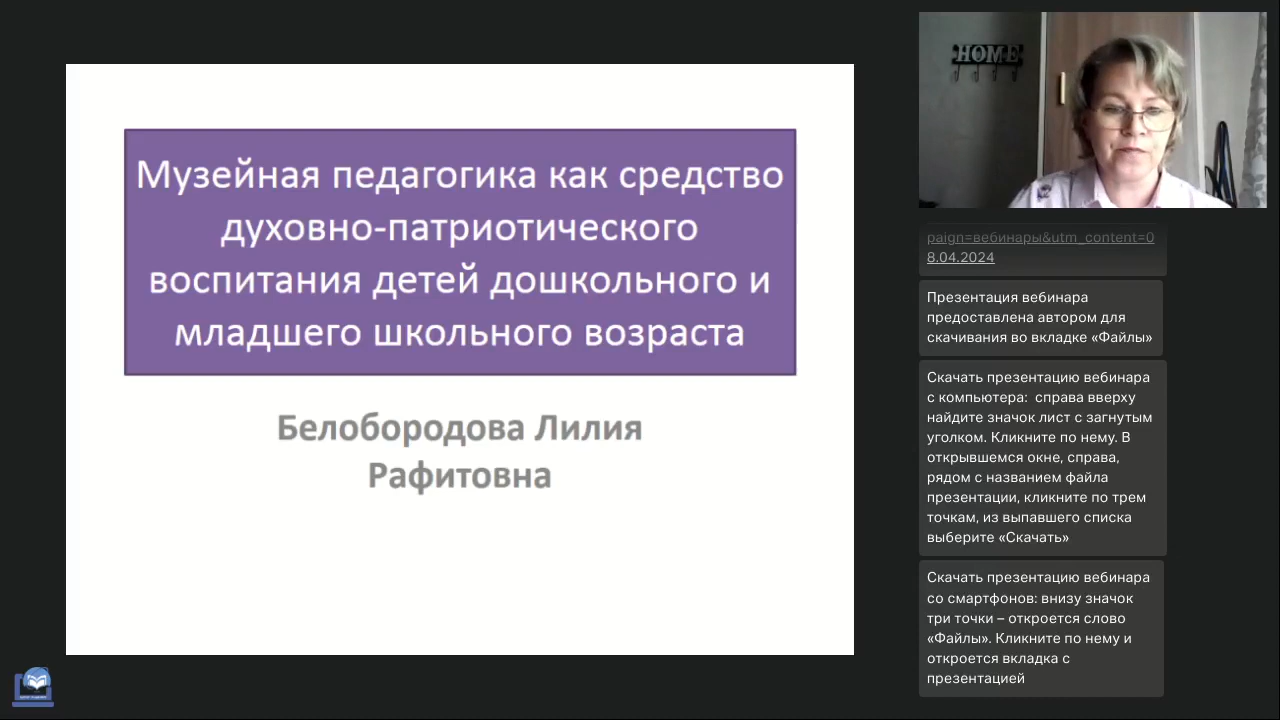 Музейная педагогика как средство
духовно-патриотического
воспитания детей дошкольного и
младшего школьного возраста
Белобородова Лилия
Рафитовна
HOME
paign=вебинары&utm_content=0
8.04.2024
Презентация вебинара
предоставлена автором для
скачивания во вкладке «Файлы»
Скачать презентацию вебинара
с компьютера:  справа вверху
найдите значок лист с загнутым
уголком. Кликните по нему. В
открывшемся окне, справа,
рядом с названием файла
презентации, кликните по трем
точкам, из выпавшего списка
выберите «Скачать»
Скачать презентацию вебинара
со смартфонов: внизу значок
три точки – откроется слово
«Файлы». Кликните по нему и
откроется вкладка с
презентацией